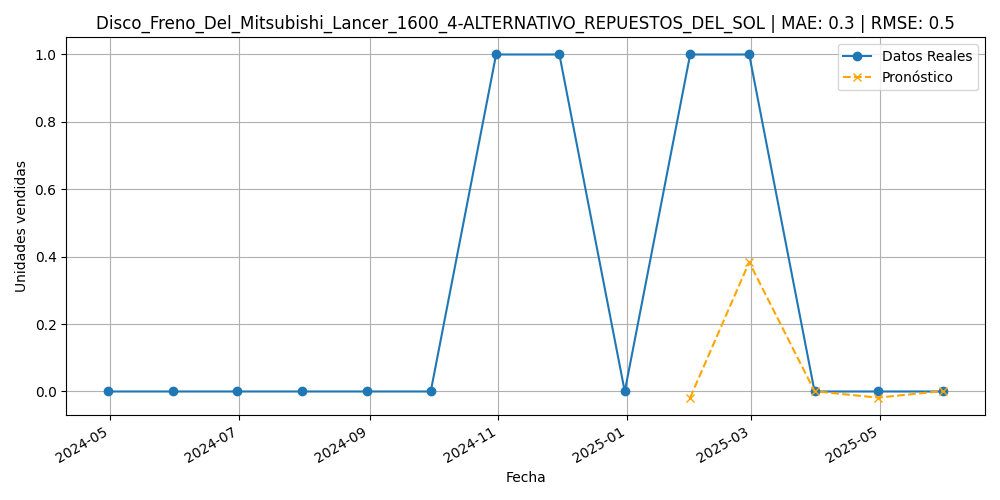 Disco_Freno_Del_Mitsubishi_Lancer_1600_4-ALTERNATIVO_REPUESTOS_DEL_SOL | MAE: 0.3 | RMSE: 0.5
Datos Reales
Pronóstico
Unidades vendidas
1.0
0.8
0.6
0.4
0.2
0.0
2024-05
2024-07
2024-09
2024-11
2025-01
2025-03
2025-05
Fecha